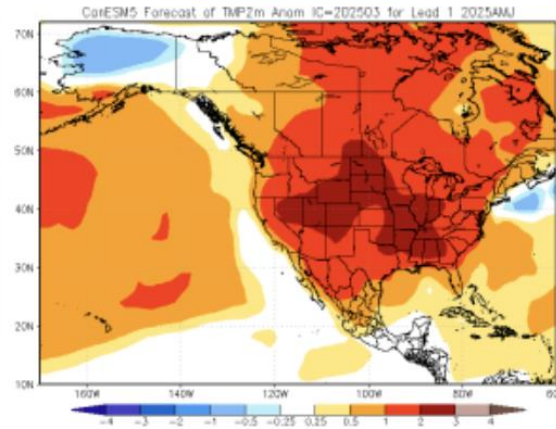 CanESM5 Forecast of TMP2m Anom IC=202503 for Lead 1 2025AMJ
70N
60N
50N
40N
30N
20N
10N
160W 140W 120W 100W 80W 60
-4 -3 -2 -1 -0.5 -0.25 0.25 0.5 1 2 3 4